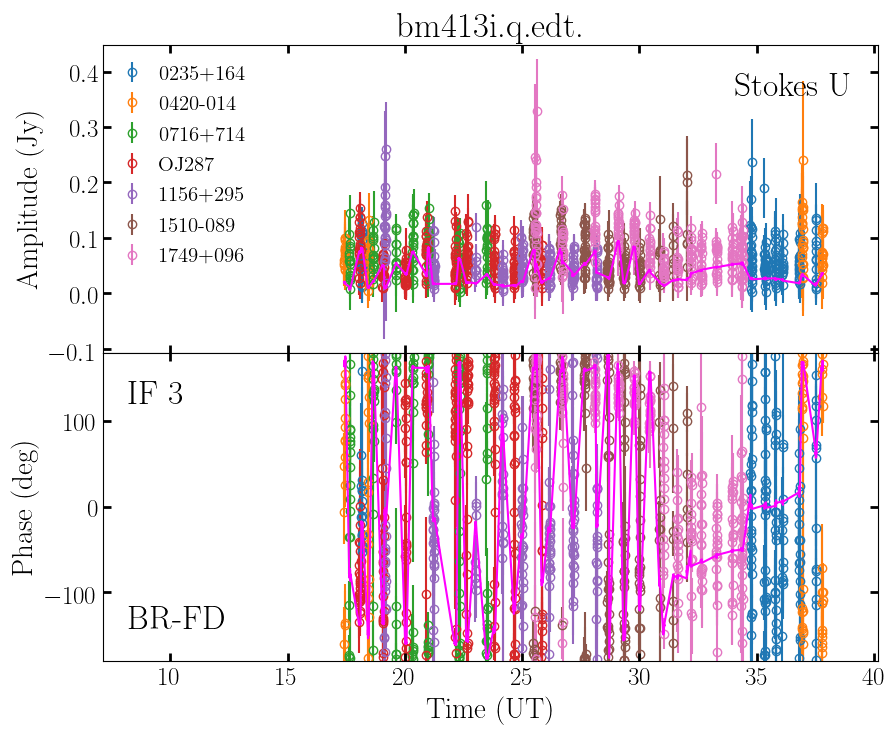 bm413i.q.edt.
Amplitude (Jy)
0.4
0.3
0.2
0.1
0.0
−0.1
0235+164
0420-014
0716+714
OJ287
1156+295
1510-089
1749+096
Stokes U
Phase (deg)
100
0
−100
IF 3
BR-FD
10 15 20 25 30 35 40
Time (UT)